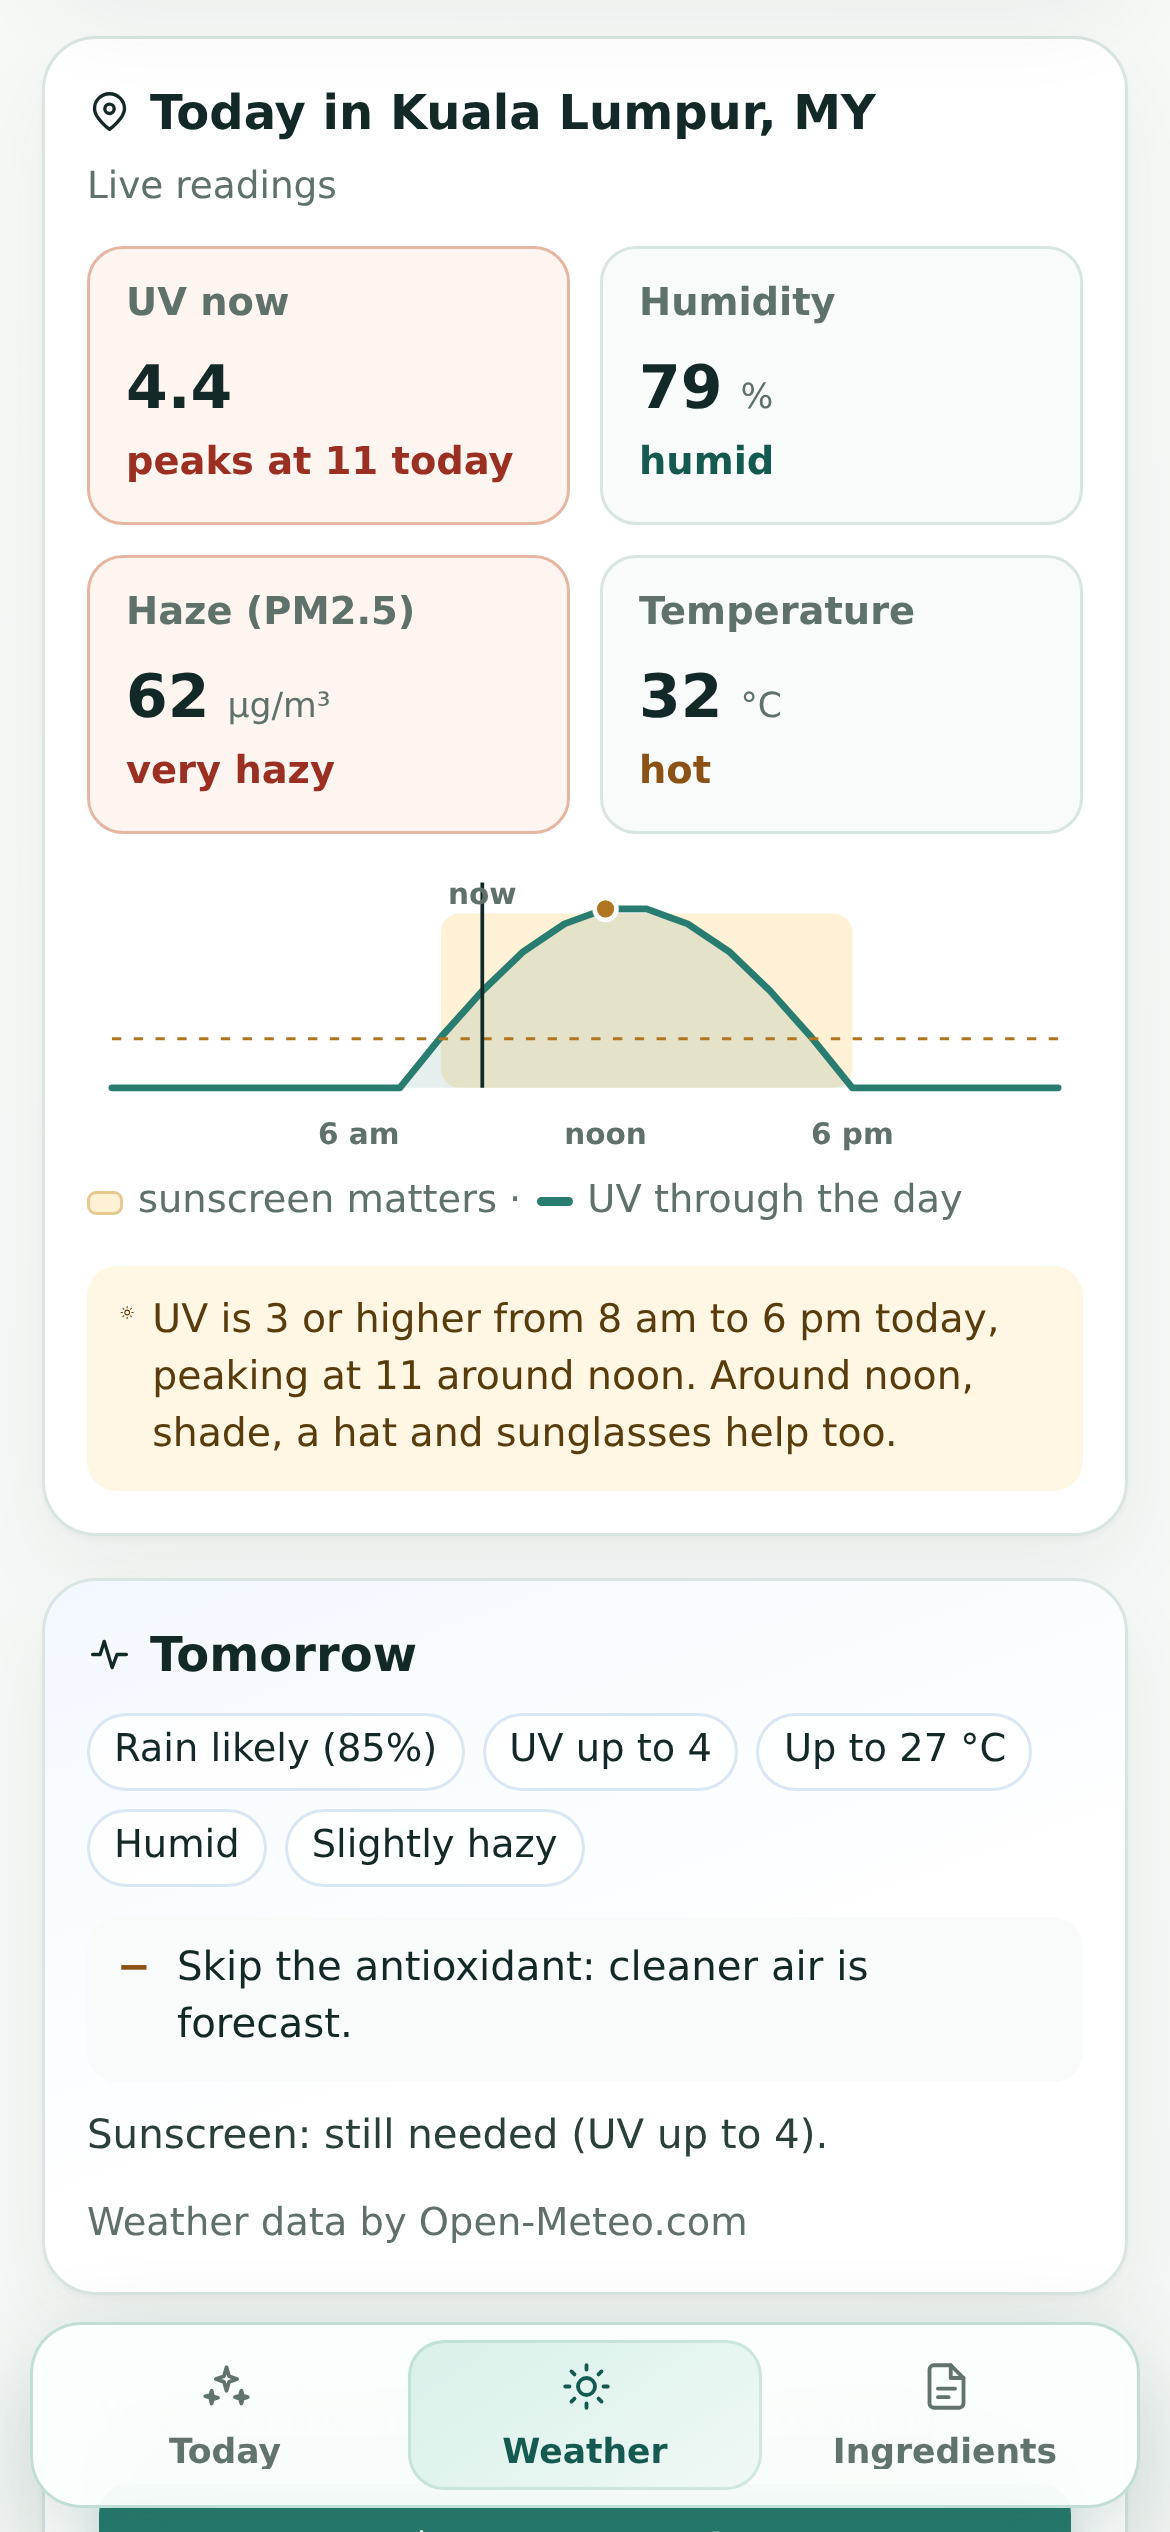 Today in Kuala Lumpur, MY
Live readings
UV now
4.4
peaks at 11 today
Humidity
79 %
humid
Haze (PM2.5)
62 µg/m³
very hazy
Temperature
32 °C
hot
now
6 am noon 6 pm
sunscreen matters · UV through the day
UV is 3 or higher from 8 am to 6 pm today,
peaking at 11 around noon. Around noon,
shade, a hat and sunglasses help too.
Tomorrow
Rain likely (85%) UV up to 4 Up to 27 °C
Humid Slightly hazy
Skip the antioxidant: cleaner air is
forecast.
Sunscreen: still needed (UV up to 4).
Weather data by Open-Meteo.com
Today Weather Ingredients